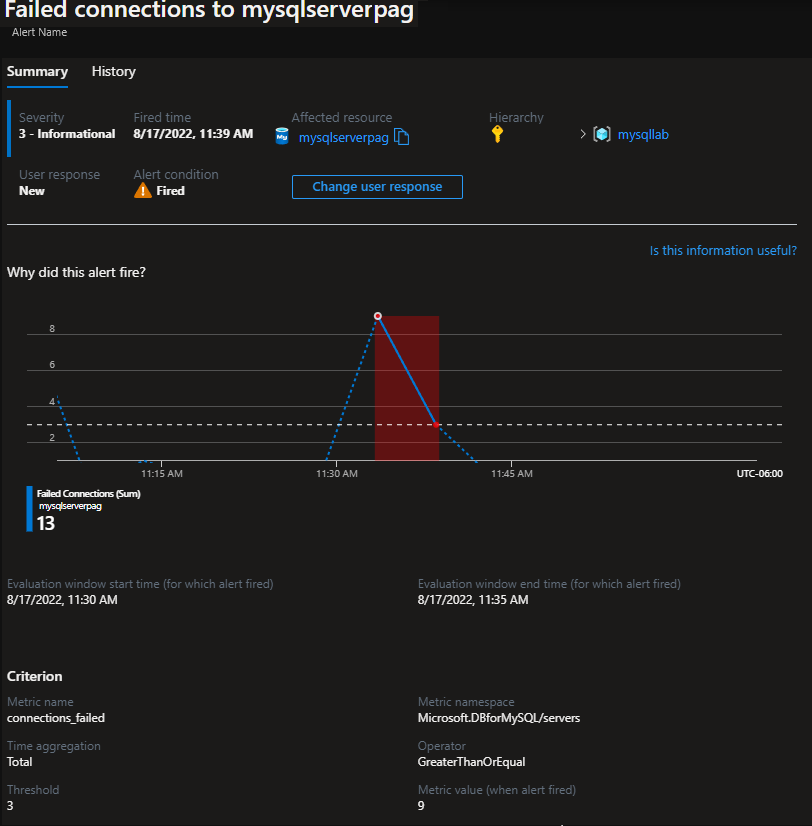 Failed connections to mysqlserverpag
Alert Name
Summary History
Severity Fired time Affected resource Hierarchy
3 - Informational 8/17/2022, 11:39 AM My mysqlserverpag > mysqllab
User response Alert condition
New Fired Change user response
Is this information useful?
Why did this alert fire?
8
6
4
2
11:15 AM 11:30 AM 11:45 AM UTC-06:00
Failed Connections (Sum)
mysqlserverpag
13
Evaluation window start time (for which alert fired) Evaluation window end time (for which alert fired)
8/17/2022, 11:30 AM 8/17/2022, 11:35 AM
Criterion
Metric name Metric namespace
connections_failed Microsoft.DBforMySQL/servers
Time aggregation Operator
Total GreaterThanOrEqual
Threshold Metric value (when alert fired)
3 9